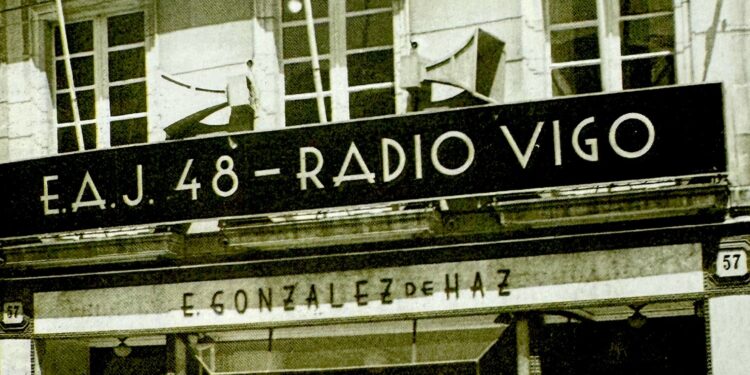 E.A.J. 48 – RADIO VIGO
E. GONZALEZ DE HAZ
57
57